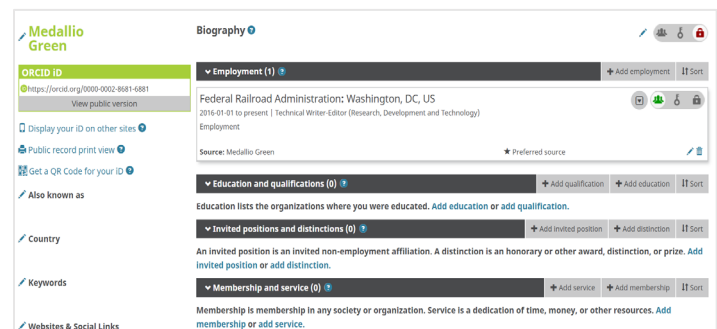 Medallio
Green
ORCID iD
https://orcid.org/0000-0002-8681-6881
View public version
Display your iD on other sites
Public record print view
Get a QR Code for your iD
Also known as
Country
Keywords
Websites & Social Links
Biography
Employment (1)
Add employment
Sort
Federal Railroad Administration: Washington, DC, US
2016-01-01 to present | Technical Writer-Editor (Research, Development and Technology)
Employment
Source: Medallio Green
Preferred source
Education and qualifications (0)
Add qualification
Add education
Sort
Education lists the organizations where you were educated. Add education or add qualification.
Invited positions and distinctions (0)
Add invited position
Add distinction
Sort
An invited position is an invited non-employment affiliation. A distinction is an honorary or other award, distinction, or prize. Add
invited position or add distinction.
Membership and service (0)
Add service
Add membership
Sort
Membership is membership in any society or organization. Service is a dedication of time, money, or other resources. Add
membership or add service.